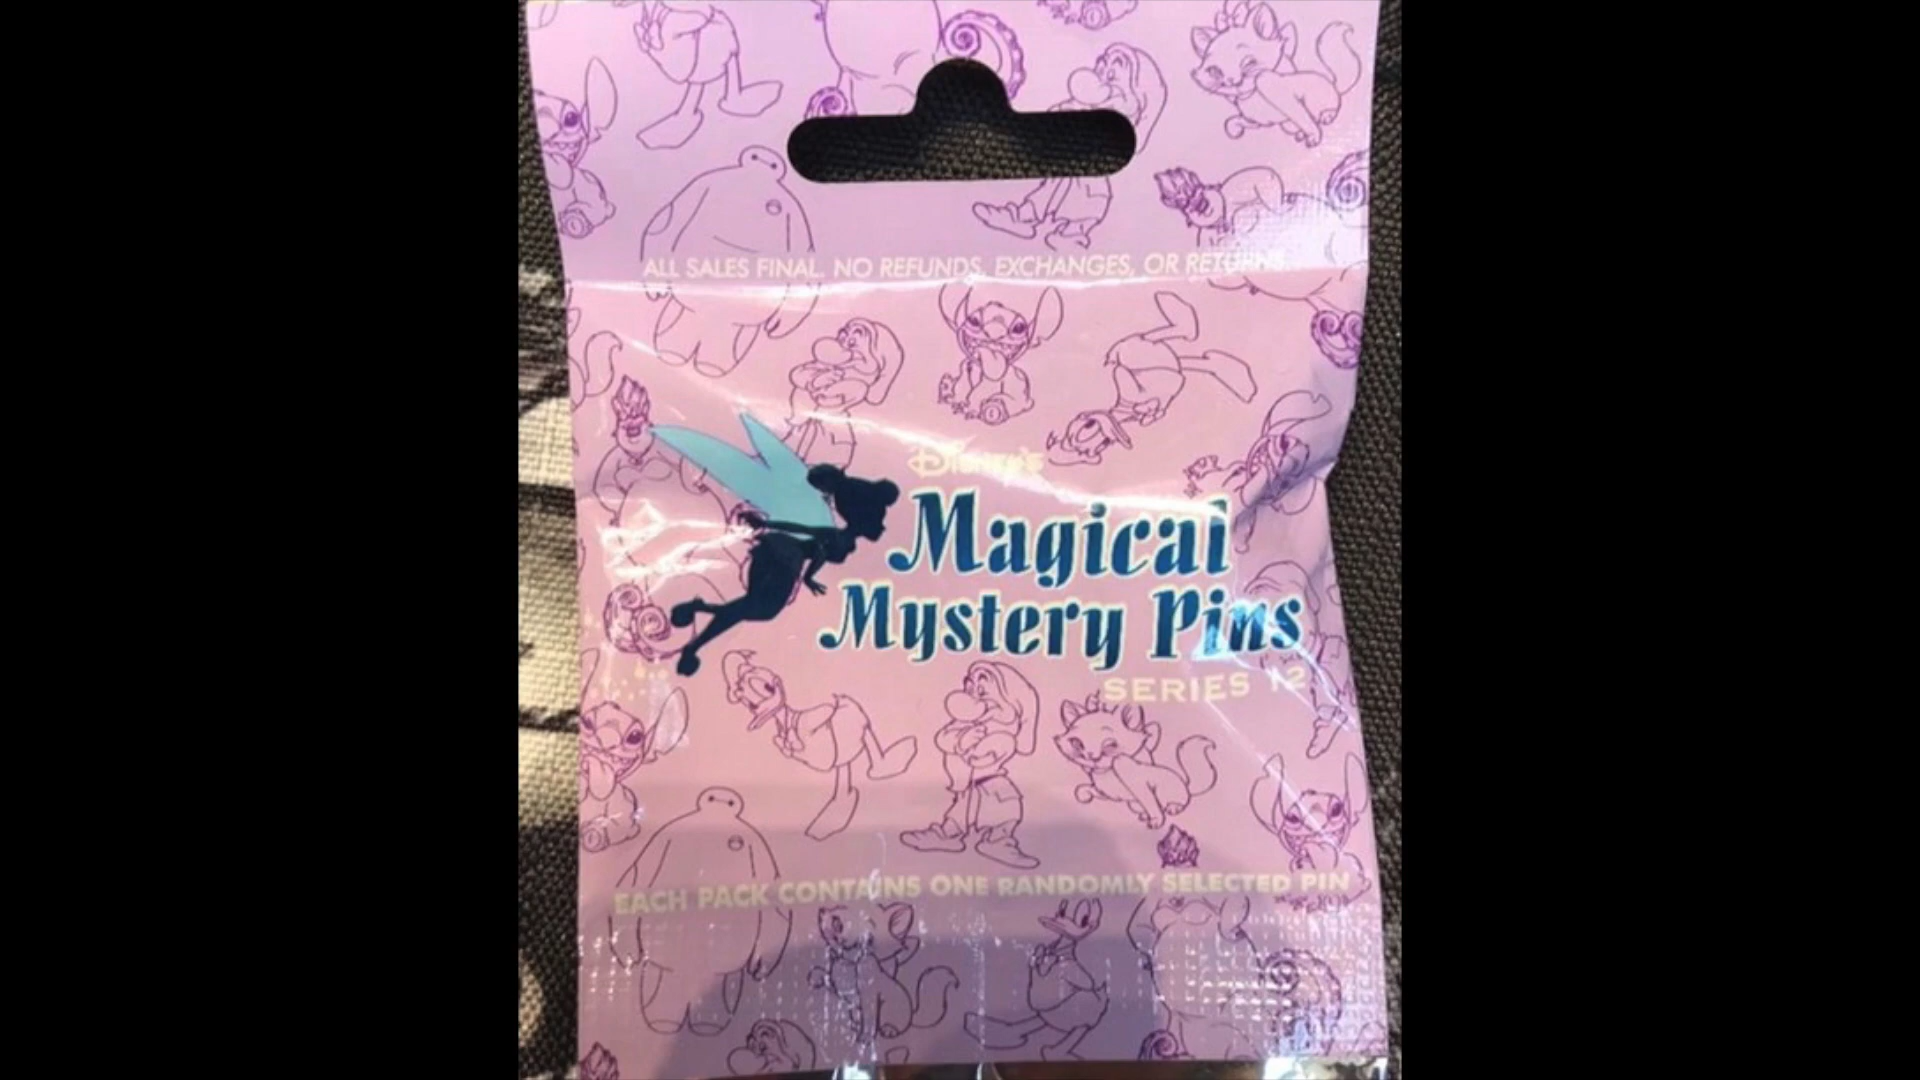 ALL SALES FINAL. NO REFUNDS, EXCHANGES, OR RETURNS.
Disney's
Magical
Mystery Pins
SERIES 12
EACH PACK CONTAINS ONE RANDOMLY SELECTED PIN